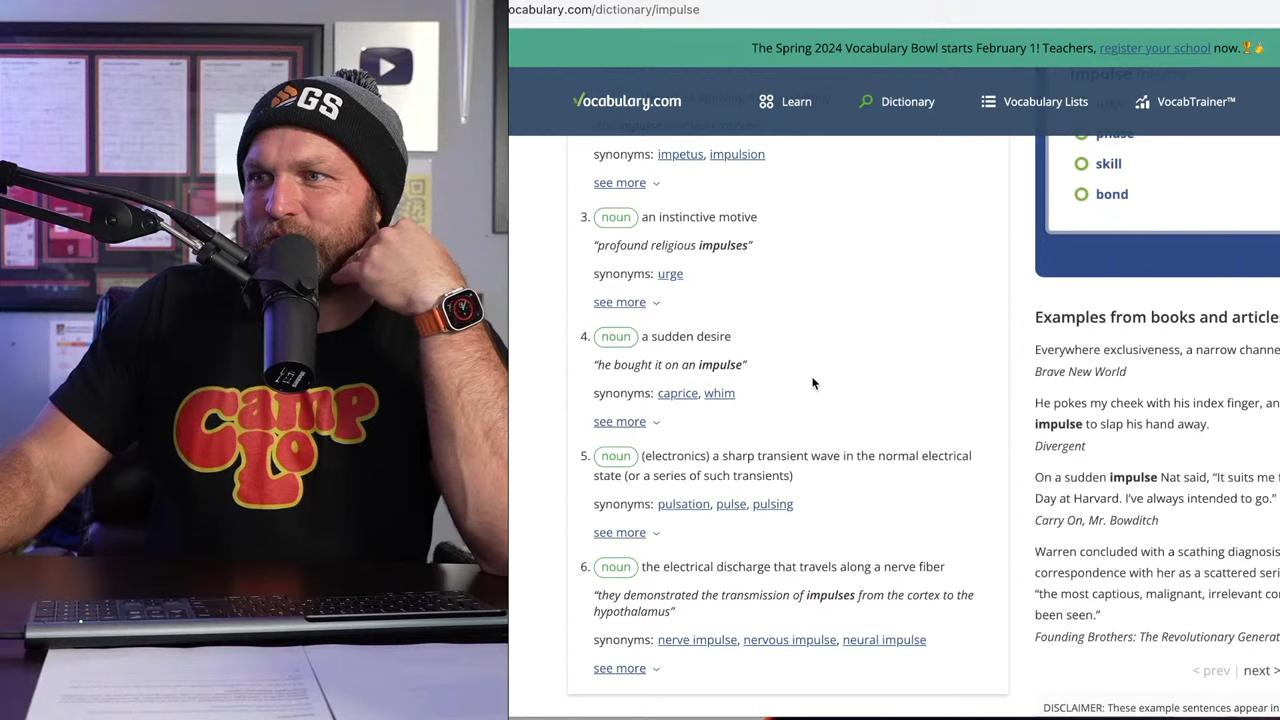 GS
Camp
Lo
ocabulary.com/dictionary/impulse
The Spring 2024 Vocabulary Bowl starts February 1! Teachers, register your school now.🏆👍
Vocabulary.com
Learn
Dictionary
Vocabulary Lists
VocabTrainer™
synonyms: impetus, impulsion
see more
3. noun an instinctive motive
“profound religious impulses”
synonyms: urge
see more
4. noun a sudden desire
“he bought it on an impulse”
synonyms: caprice, whim
see more
5. noun (electronics) a sharp transient wave in the normal electrical
state (or a series of such transients)
synonyms: pulsation, pulse, pulsing
see more
6. noun the electrical discharge that travels along a nerve fiber
“they demonstrated the transmission of impulses from the cortex to the
hypothalamus”
synonyms: nerve impulse, nervous impulse, neural impulse
see more
impulse means
phase
skill
bond
Examples from books and article
Everywhere exclusiveness, a narrow channe
Brave New World
He pokes my cheek with his index finger, an
impulse to slap his hand away.
Divergent
On a sudden impulse Nat said, “It suits me f
Day at Harvard. I’ve always intended to go.”
Carry On, Mr. Bowditch
Warren concluded with a scathing diagnosis
correspondence with her as a scattered seri
“the most captious, malignant, irrelevant co
been seen.”
Founding Brothers: The Revolutionary Generat
< prev | next >
DISCLAIMER: These example sentences appear in